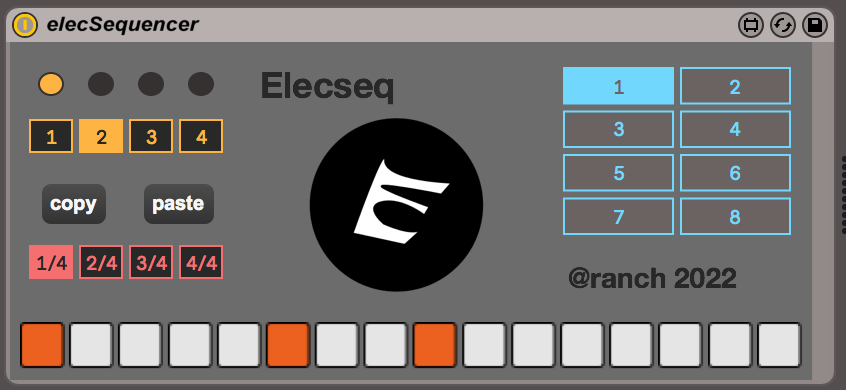 elecSequencer
Elecseq
1 2 3 4
copy paste
1/4 2/4 3/4 4/4
E
1 2
3 4
5 6
7 8
@ranch 2022